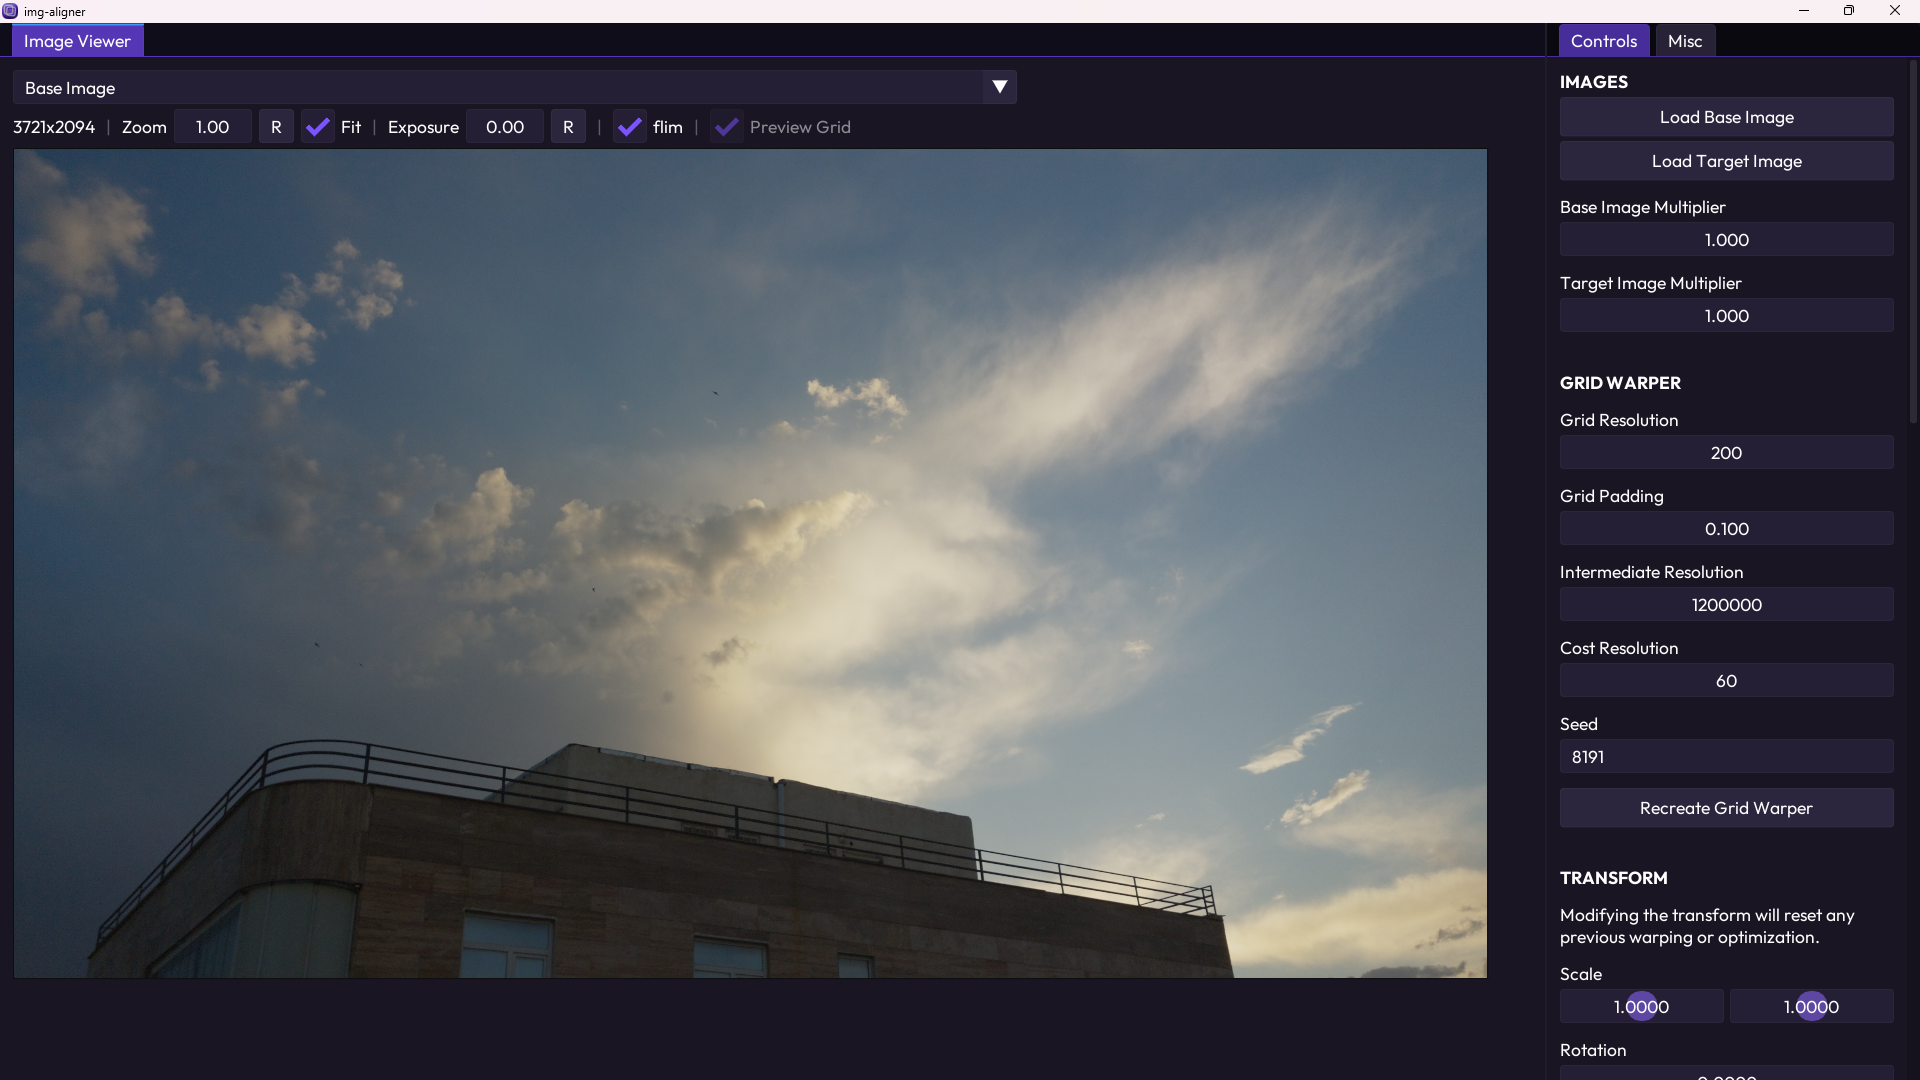 img-aligner
Image Viewer
Base Image
3721x2094 | Zoom 1.00 R Fit | Exposure 0.00 R | flim | Preview Grid
Controls Misc
IMAGES
Load Base Image
Load Target Image
Base Image Multiplier
1.000
Target Image Multiplier
1.000
GRID WARPER
Grid Resolution
200
Grid Padding
0.100
Intermediate Resolution
1200000
Cost Resolution
60
Seed
8191
Recreate Grid Warper
TRANSFORM
Modifying the transform will reset any
previous warping or optimization.
Scale
1.0000 1.0000
Rotation